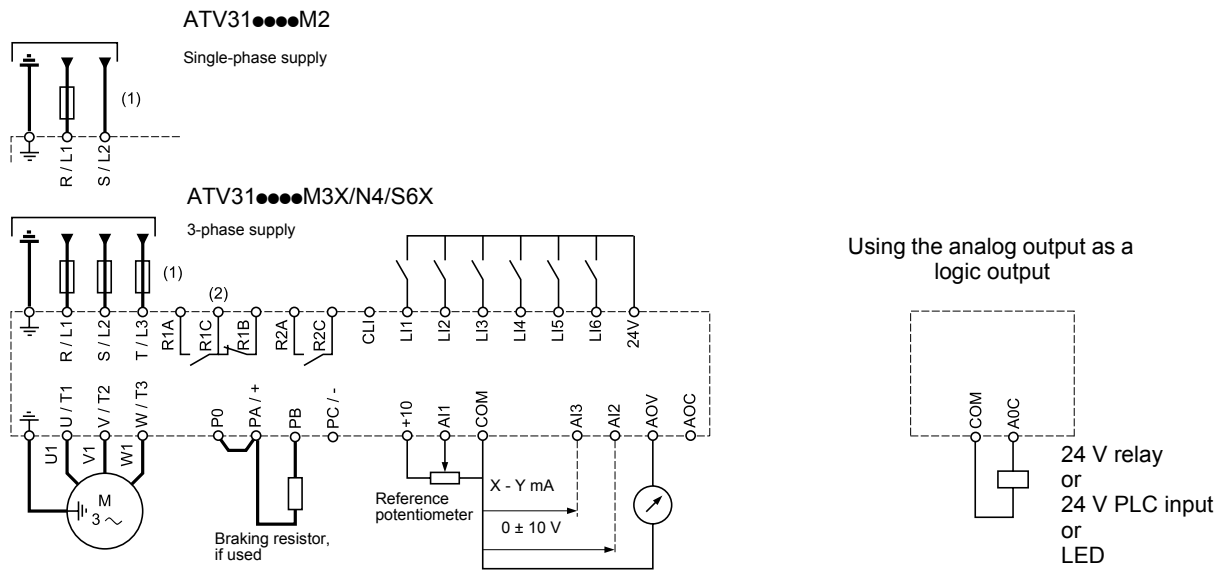 ATV31●●●●M2
Single-phase supply
(1)
R / L1
S / L2
ATV31●●●●M3X/N4/S6X
3-phase supply
(1)
(2)
R / L1
S / L2
T / L3
R1A
R1C
R1B
R2A
R2C
CLI
LI1
LI2
LI3
LI4
LI5
LI6
24V
U / T1
V / T2
W / T3
P0
PA / +
PB
PC / -
+10
AI1
COM
AI3
AI2
AOV
AOC
U1
V1
W1
M
3 ~
Braking resistor,
if used
Reference
potentiometer
X - Y mA
0 ± 10 V
Using the analog output as a
logic output
COM
A0C
24 V relay
or
24 V PLC input
or
LED